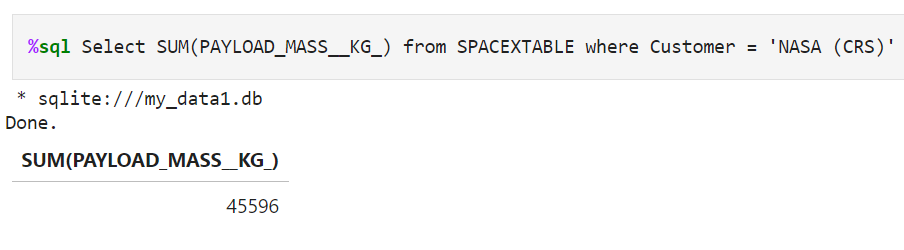 %sql Select SUM(PAYLOAD_MASS__KG_) from SPACEXTABLE where Customer = 'NASA (CRS)'
* sqlite:///my_data1.db
Done.
SUM(PAYLOAD_MASS__KG_)
45596